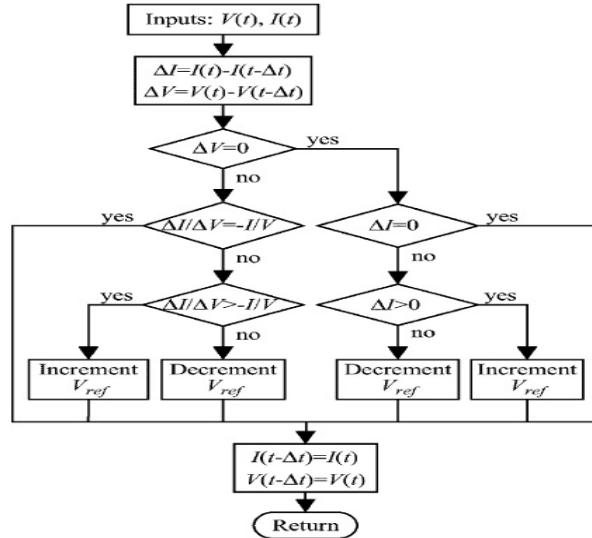 Inputs: V(t), I(t)
ΔI=I(t)-I(t-Δt)
ΔV=V(t)-V(t-Δt)
ΔV=0
yes
no
yes
ΔI/ΔV=-I/V
no
ΔI=0
yes
no
yes
ΔI/ΔV>-I/V
no
ΔI>0
yes
no
Increment
Vref
Decrement
Vref
Decrement
Vref
Increment
Vref
I(t-Δt)=I(t)
V(t-Δt)=V(t)
Return